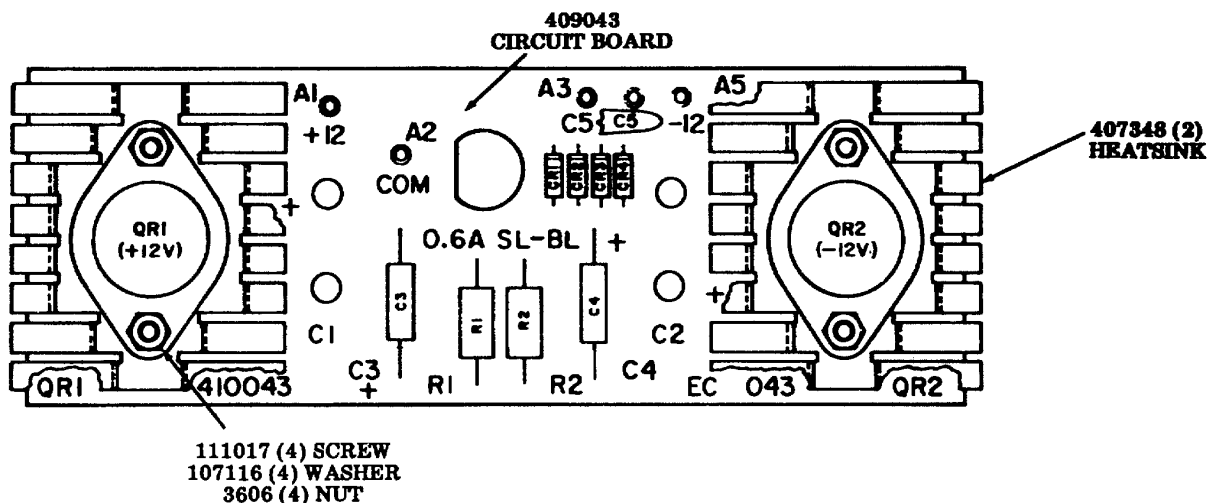 409043
CIRCUIT BOARD
A1
+12
A2
COM
A3
C5
C5
-12
A5
407348 (2)
HEATSINK
CR1
CR2
CR3
CR4
+
QR1
(+12V)
0.6A SL-BL +
QR2
(-12V)
+
C3
R1
R2
C4
C1
C2
C3
+
R1
R2
C4
QR1
410043
EC 043
QR2
111017 (4) SCREW
107116 (4) WASHER
3606 (4) NUT